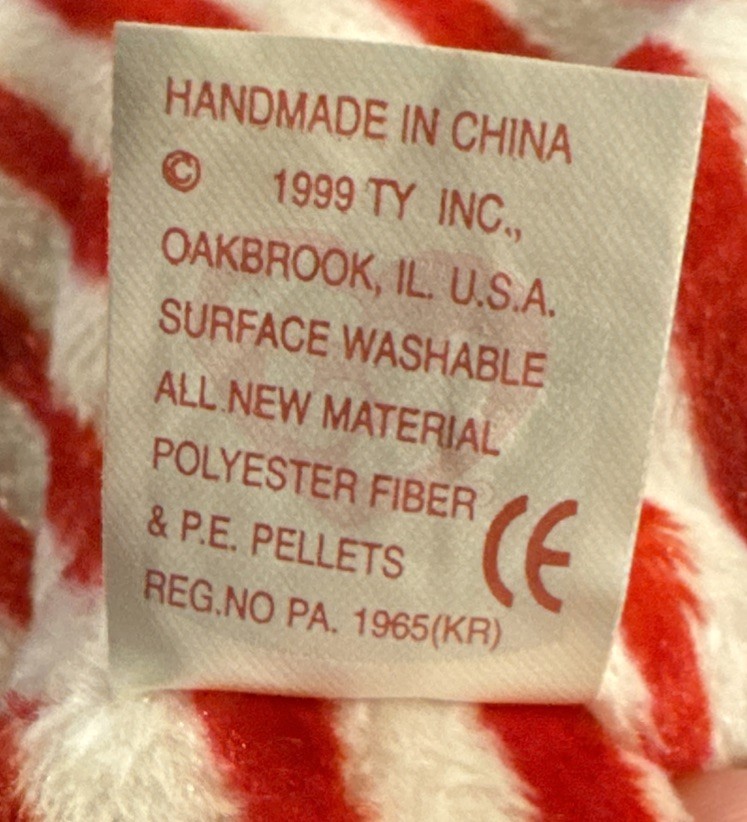 HANDMADE IN CHINA
© 1999 TY INC.,
OAKBROOK, IL. U.S.A.
SURFACE WASHABLE
ALL NEW MATERIAL
POLYESTER FIBER
& P.E. PELLETS CE
REG.NO PA. 1965(KR)